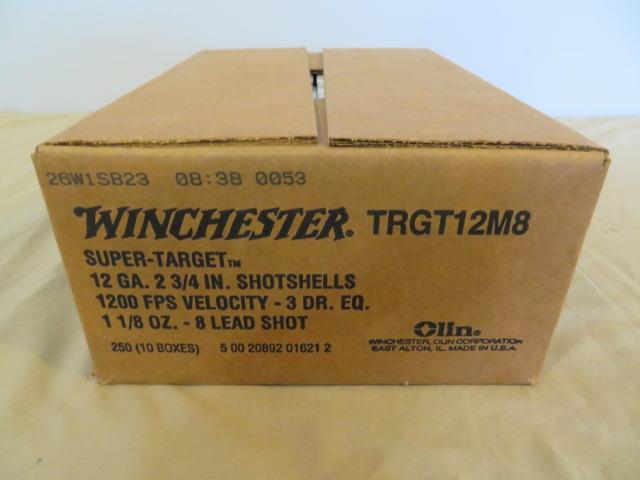 26W1SB23 08:38 0053
WINCHESTER® TRGT12M8
SUPER-TARGET™
12 GA. 2 3/4 IN. SHOTSHELLS
1200 FPS VELOCITY - 3 DR. EQ.
1 1/8 OZ. - 8 LEAD SHOT
250 (10 BOXES) 5 00 20892 01621 2
Olin®
WINCHESTER, OLIN CORPORATION
EAST ALTON, IL. MADE IN U.S.A.